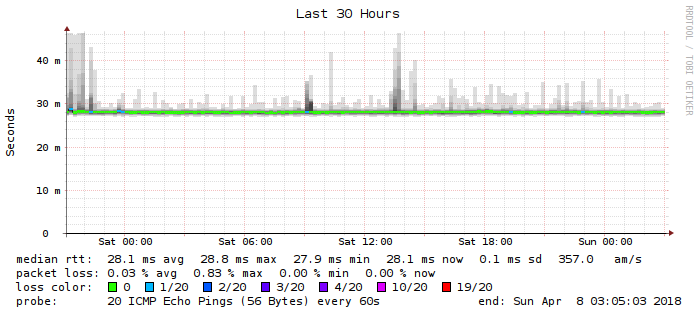 Last 30 Hours
RRDTOOL / TOBI OETIKER
Seconds
40 m
30 m
20 m
10 m
0
Sat 00:00 Sat 06:00 Sat 12:00 Sat 18:00 Sun 00:00
median rtt: 28.1 ms avg 28.8 ms max 27.9 ms min 28.1 ms now 0.1 ms sd 357.0 am/s
packet loss: 0.03 % avg 0.83 % max 0.00 % min 0.00 % now
loss color: 0 1/20 2/20 3/20 4/20 10/20 19/20
probe: 20 ICMP Echo Pings (56 Bytes) every 60s end: Sun Apr 8 03:05:03 2018